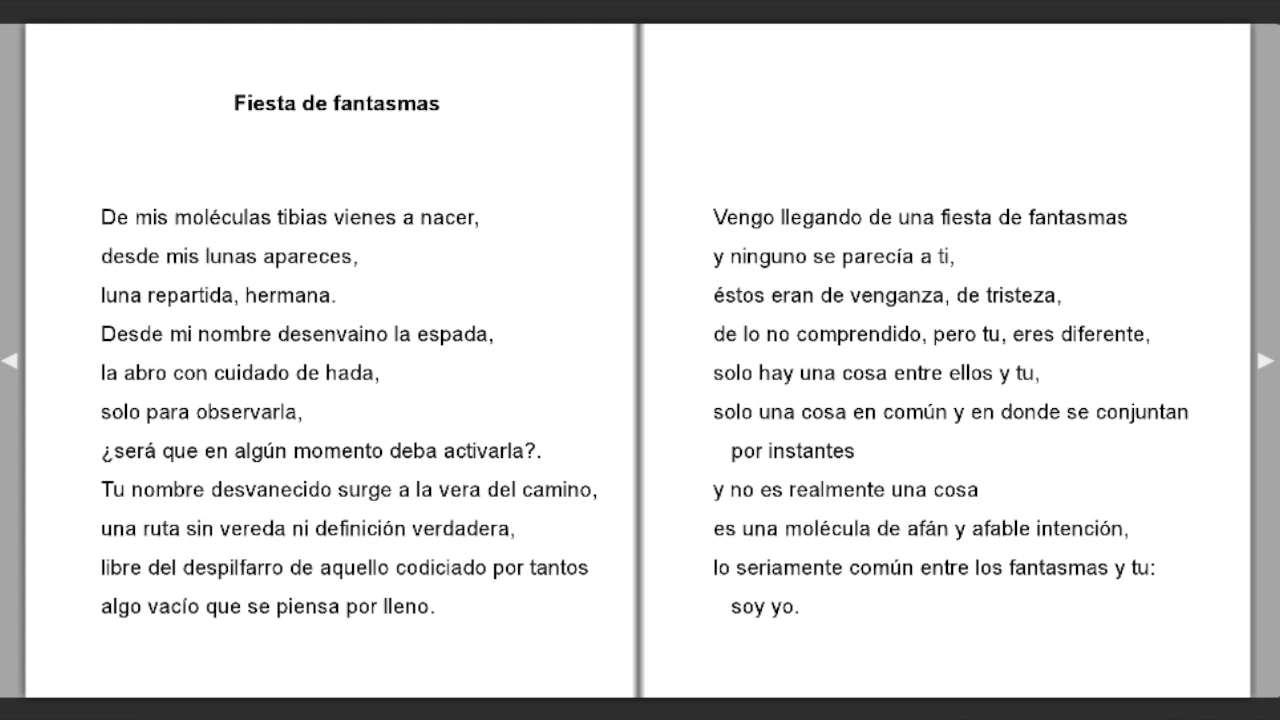 Fiesta de fantasmas
De mis moléculas tibias vienes a nacer,
desde mis lunas apareces,
luna repartida, hermana.
Desde mi nombre desenvaino la espada,
la abro con cuidado de hada,
solo para observarla,
¿será que en algún momento deba activarla?.
Tu nombre desvanecido surge a la vera del camino,
una ruta sin vereda ni definición verdadera,
libre del despilfarro de aquello codiciado por tantos
algo vacío que se piensa por lleno.
Vengo llegando de una fiesta de fantasmas
y ninguno se parecía a ti,
éstos eran de venganza, de tristeza,
de lo no comprendido, pero tu, eres diferente,
solo hay una cosa entre ellos y tu,
solo una cosa en común y en donde se conjuntan
por instantes
y no es realmente una cosa
es una molécula de afán y afable intención,
lo seriamente común entre los fantasmas y tu:
soy yo.